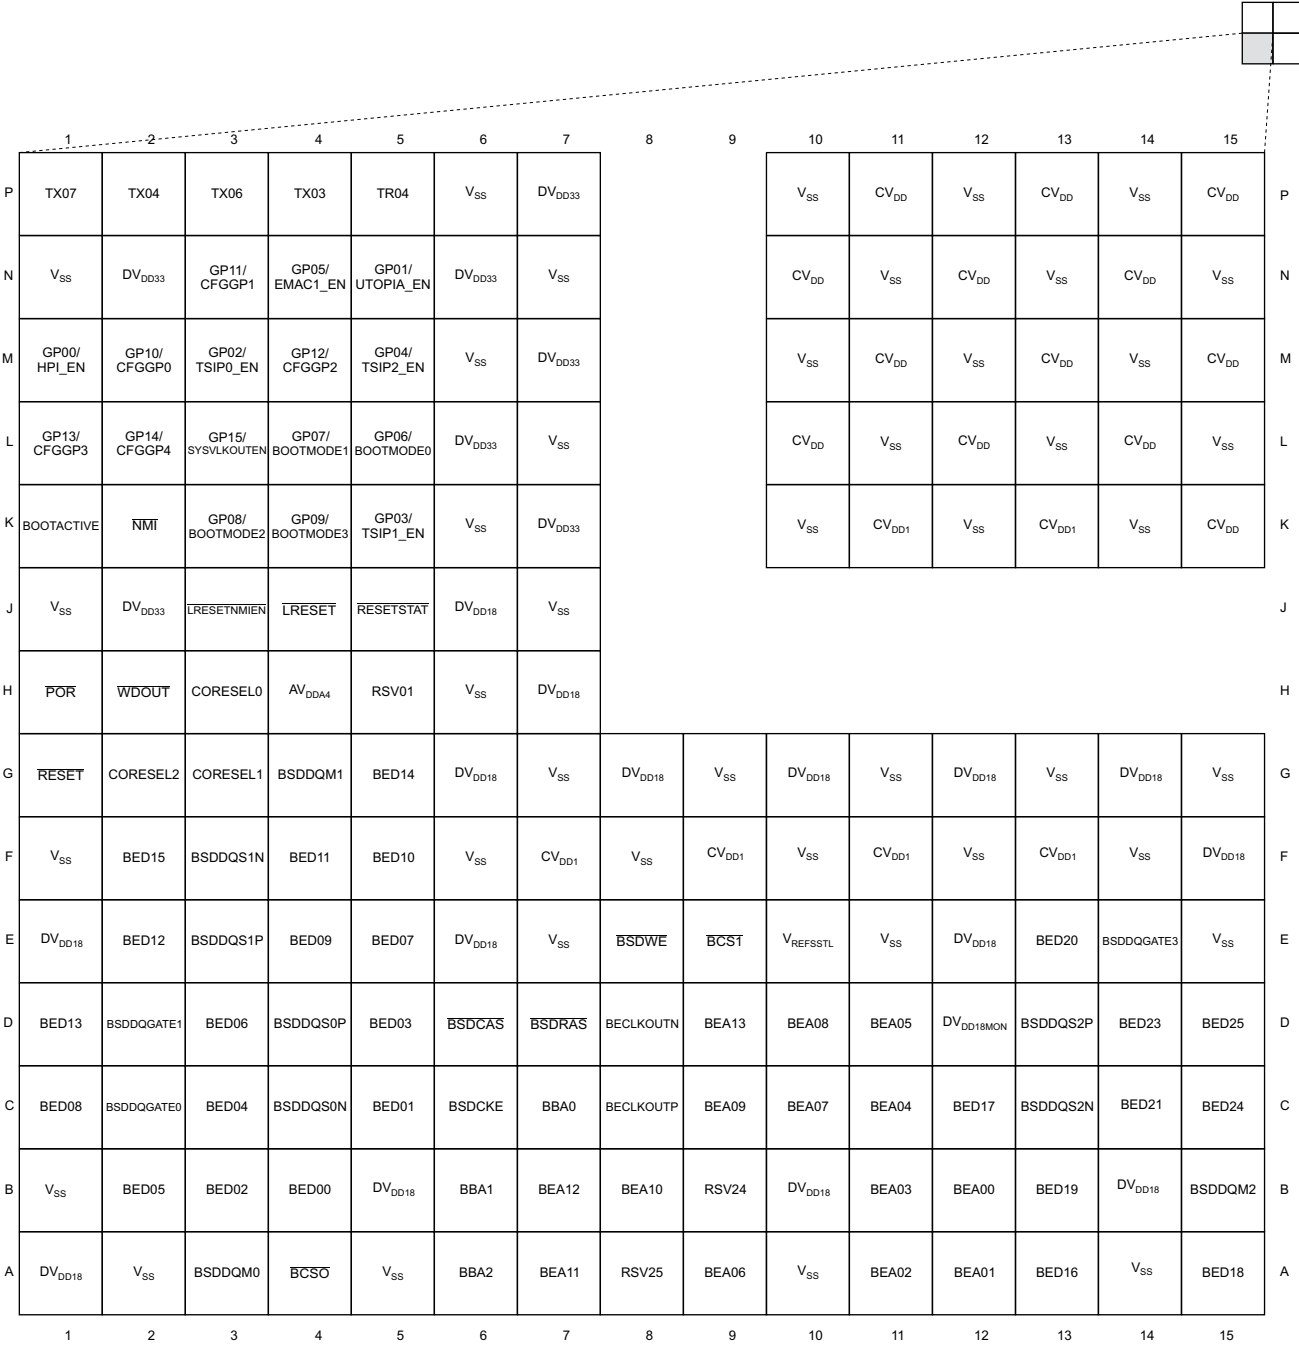 1 2 3 4 5 6 7 8 9 10 11 12 13 14 15
P TX07 TX04 TX06 TX03 TR04 VSS DVDD33 VSS CVDD VSS CVDD VSS CVDD P
N VSS DVDD33 GP11/ CFGGP1 GP05/ EMAC1_EN GP01/ UTOPIA_EN DVDD33 VSS CVDD VSS CVDD VSS CVDD VSS N
M GP00/ HPI_EN GP10/ CFGGP0 GP02/ TSIP0_EN GP12/ CFGGP2 GP04/ TSIP2_EN VSS DVDD33 VSS CVDD VSS CVDD VSS CVDD M
L GP13/ CFGGP3 GP14/ CFGGP4 GP15/ SYSVLKOUTEN GP07/ BOOTMODE1 GP06/ BOOTMODE0 DVDD33 VSS CVDD VSS CVDD VSS CVDD VSS L
K BOOTACTIVE NMI GP08/ BOOTMODE2 GP09/ BOOTMODE3 GP03/ TSIP1_EN VSS DVDD33 VSS CVDD1 VSS CVDD1 VSS CVDD K
J VSS DVDD33 LRESETNMIEN LRESET RESETSTAT DVDD18 VSS J
H POR WDOUT CORESEL0 AVDDA4 RSV01 VSS DVDD18 H
G RESET CORESEL2 CORESEL1 BSDDQM1 BED14 DVDD18 VSS DVDD18 VSS DVDD18 VSS DVDD18 VSS DVDD18 VSS G
F VSS BED15 BSDDQS1N BED11 BED10 VSS CVDD1 VSS CVDD1 VSS CVDD1 VSS CVDD1 VSS DVDD18 F
E DVDD18 BED12 BSDDQS1P BED09 BED07 DVDD18 VSS BSDWE BCS1 VREFSSTL VSS DVDD18 BED20 BSDDQGATE3 VSS E
D BED13 BSDDQGATE1 BED06 BSDDQS0P BED03 BSDCAS BSDRAS BECLKOUTN BEA13 BEA08 BEA05 DVDD18MON BSDDQS2P BED23 BED25 D
C BED08 BSDDQGATE0 BED04 BSDDQS0N BED01 BSDCKE BBA0 BECLKOUTP BEA09 BEA07 BEA04 BED17 BSDDQS2N BED21 BED24 C
B VSS BED05 BED02 BED00 DVDD18 BBA1 BEA12 BEA10 RSV24 DVDD18 BEA03 BEA00 BED19 DVDD18 BSDDQM2 B
A DVDD18 VSS BSDDQM0 BCSO VSS BBA2 BEA11 RSV25 BEA06 VSS BEA02 BEA01 BED16 VSS BED18 A
1 2 3 4 5 6 7 8 9 10 11 12 13 14 15